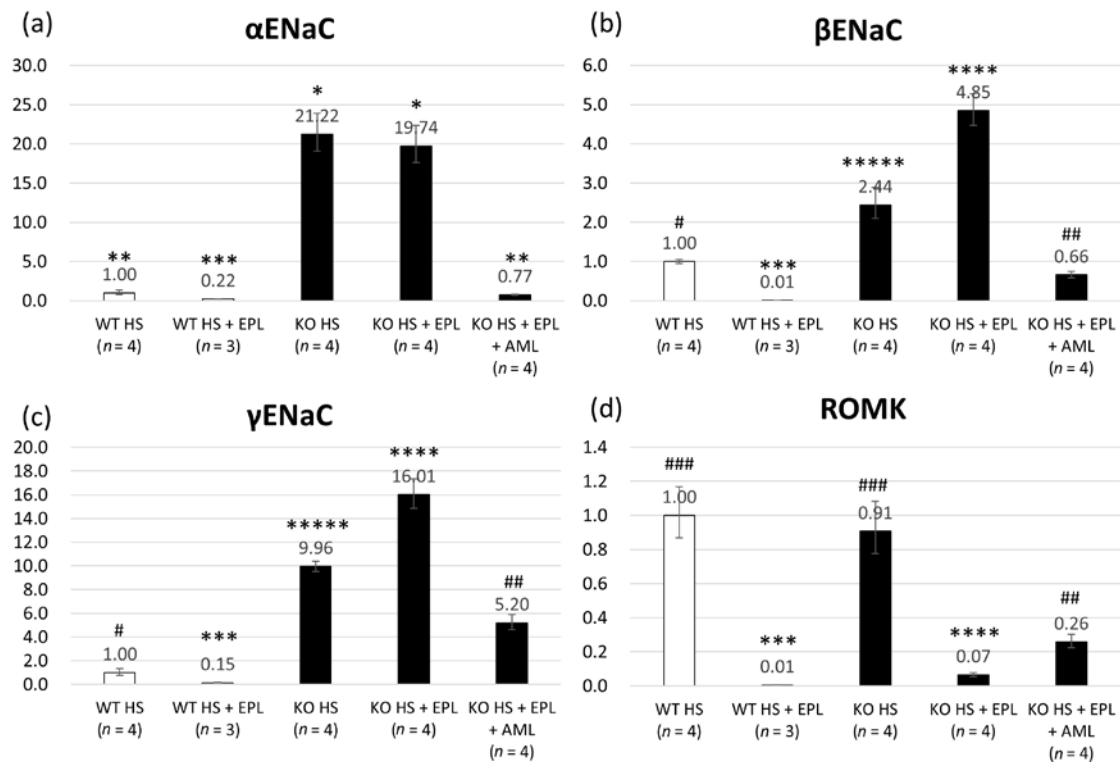 (a)
αENaC
30.0
25.0
20.0
15.0
10.0
5.0
0.0
**
1.00
***
0.22
*
21.22
*
19.74
**
0.77
WT HS
(n = 4)
WT HS + EPL
(n = 3)
KO HS
(n = 4)
KO HS + EPL
(n = 4)
KO HS + EPL
+ AML
(n = 4)
(b)
βENaC
6.0
5.0
4.0
3.0
2.0
1.0
0.0
#
1.00
***
0.01
*****
2.44
****
4.85
##
0.66
WT HS
(n = 4)
WT HS + EPL
(n = 3)
KO HS
(n = 4)
KO HS + EPL
(n = 4)
KO HS + EPL
+ AML
(n = 4)
(c)
γENaC
20.0
18.0
16.0
14.0
12.0
10.0
8.0
6.0
4.0
2.0
0.0
#
1.00
***
0.15
*****
9.96
****
16.01
##
5.20
WT HS
(n = 4)
WT HS + EPL
(n = 3)
KO HS
(n = 4)
KO HS + EPL
(n = 4)
KO HS + EPL
+ AML
(n = 4)
(d)
ROMK
1.4
1.2
1.0
0.8
0.6
0.4
0.2
0.0
###
1.00
***
0.01
###
0.91
****
0.07
##
0.26
WT HS
(n = 4)
WT HS + EPL
(n = 3)
KO HS
(n = 4)
KO HS + EPL
(n = 4)
KO HS + EPL
+ AML
(n = 4)